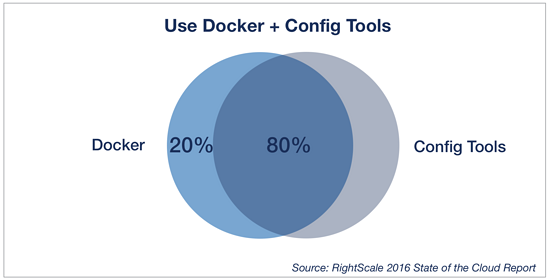 Use Docker + Config Tools
Docker
20%
80%
Config Tools
Source: RightScale 2016 State of the Cloud Report